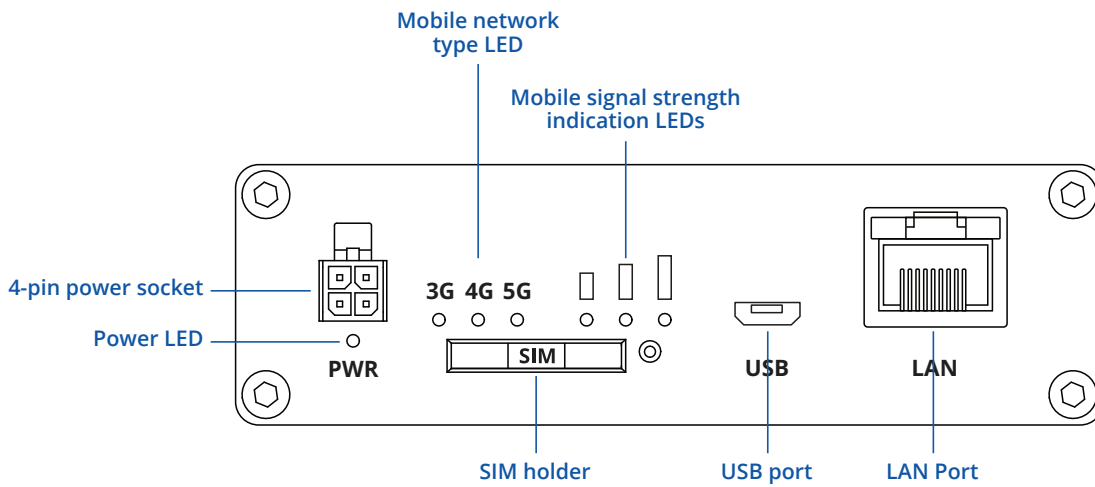 Mobile network
type LED
Mobile signal strength
indication LEDs
4-pin power socket
3G 4G 5G
Power LED
PWR
SIM
USB
LAN
SIM holder
USB port
LAN Port